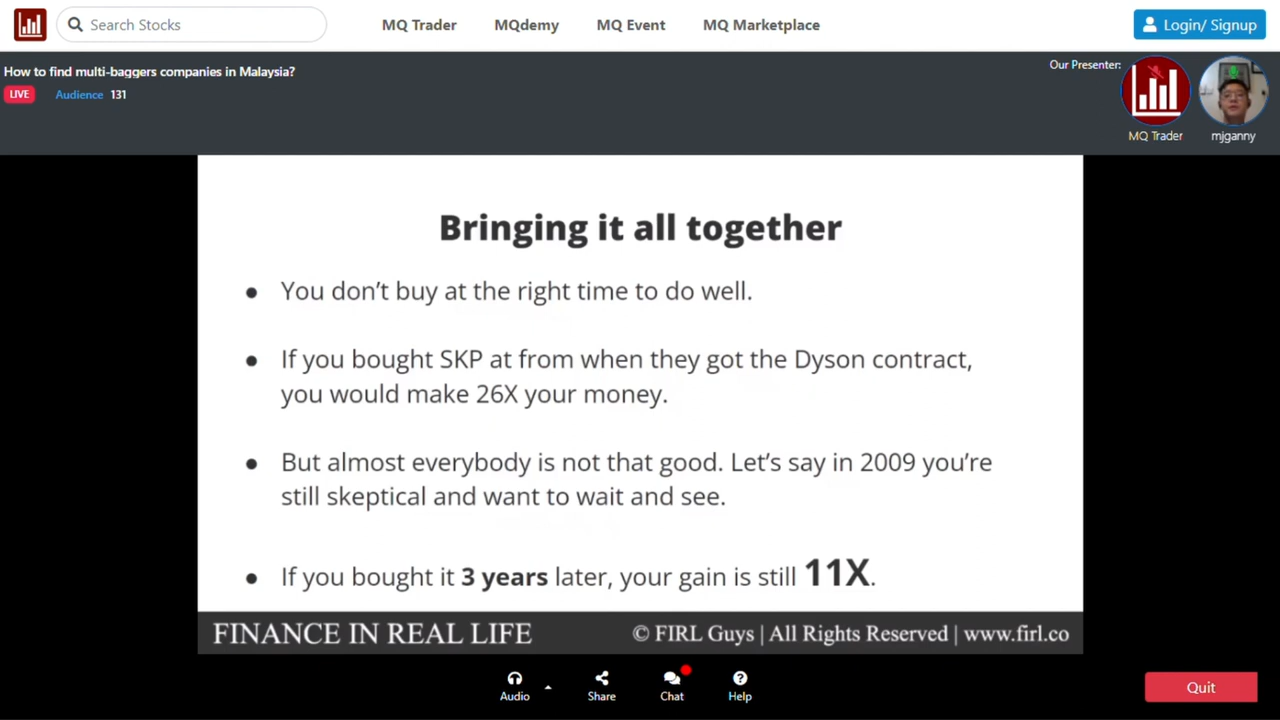 Search Stocks
MQ Trader
MQdemy
MQ Event
MQ Marketplace
Login/ Signup
How to find multi-baggers companies in Malaysia?
LIVE
Audience 131
Our Presenter:
MQ Trader
mjganny
Bringing it all together
● You don't buy at the right time to do well.
● If you bought SKP at from when they got the Dyson contract,
you would make 26X your money.
● But almost everybody is not that good. Let's say in 2009 you're
still skeptical and want to wait and see.
● If you bought it 3 years later, your gain is still 11X.
FINANCE IN REAL LIFE
© FIRL Guys | All Rights Reserved | www.firl.co
Audio
Share
Chat
Help
Quit